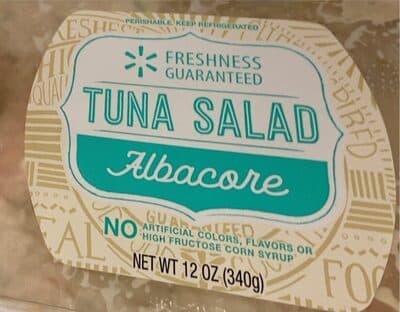 PERISHABLE. KEEP REFRIGERATED
FRESHNESS
GUARANTEED
TUNA SALAD
Albacore
GUARANTEED
NO ARTIFICIAL COLORS, FLAVORS OR
HIGH FRUCTOSE CORN SYRUP
NET WT 12 OZ (340g)